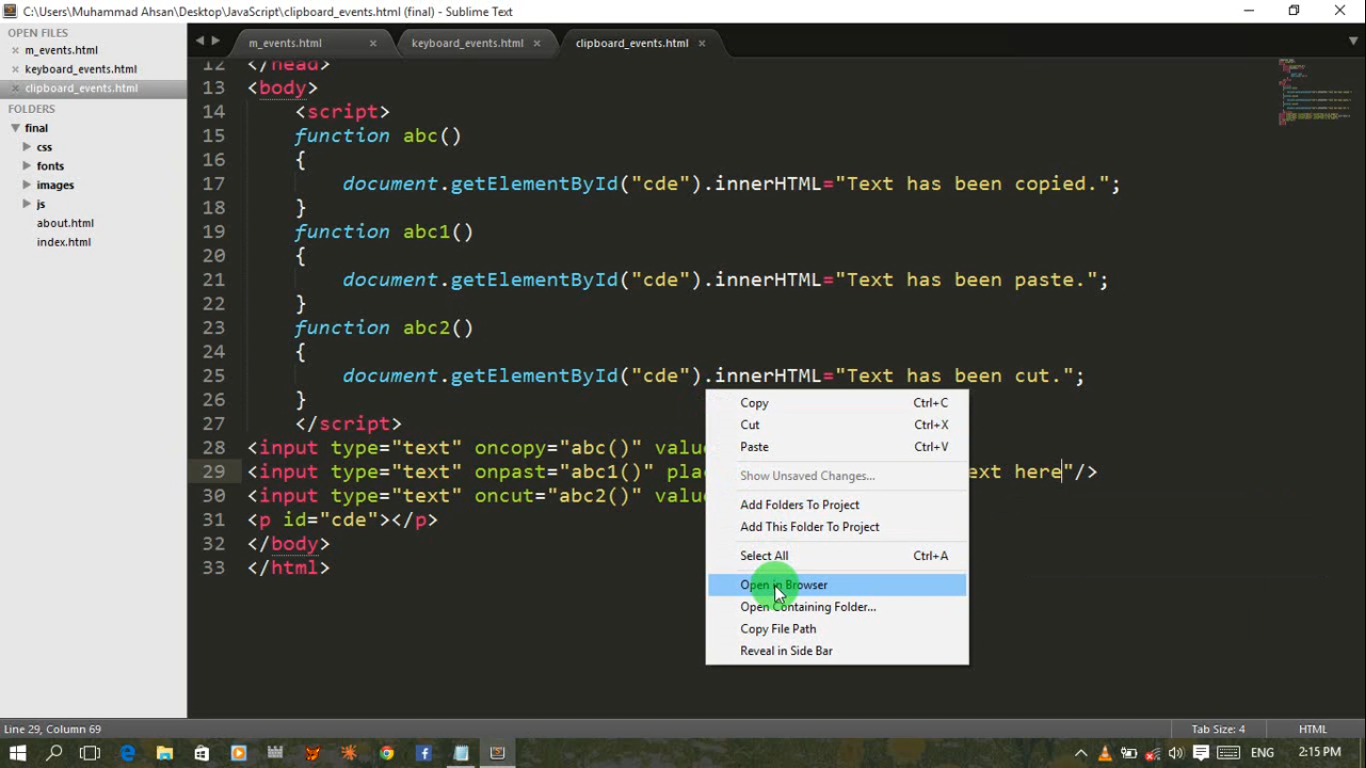 C:\Users\Muhammad Ahsan\Desktop\JavaScript\clipboard_events.html (final) - Sublime Text
OPEN FILES
× m_events.html
× keyboard_events.html
× clipboard_events.html
FOLDERS
final
css
fonts
images
js
about.html
index.html
m_events.html × keyboard_events.html × clipboard_events.html ×
12 </head>
13 <body>
14 <script>
15 function abc()
16 {
17 document.getElementById("cde").innerHTML="Text has been copied.";
18 }
19 function abc1()
20 {
21 document.getElementById("cde").innerHTML="Text has been paste.";
22 }
23 function abc2()
24 {
25 document.getElementById("cde").innerHTML="Text has been cut.";
26 }
27 </script>
28 <input type="text" oncopy="abc()" valu
29 <input type="text" onpast="abc1()" pla ext here"/>
30 <input type="text" oncut="abc2()" valu
31 <p id="cde"></p>
32 </body>
33 </html>
Copy Ctrl+C
Cut Ctrl+X
Paste Ctrl+V
Show Unsaved Changes...
Add Folders To Project
Add This Folder To Project
Select All Ctrl+A
Open in Browser
Open Containing Folder...
Copy File Path
Reveal in Side Bar
Line 29, Column 69 Tab Size: 4 HTML
ENG 2:15 PM